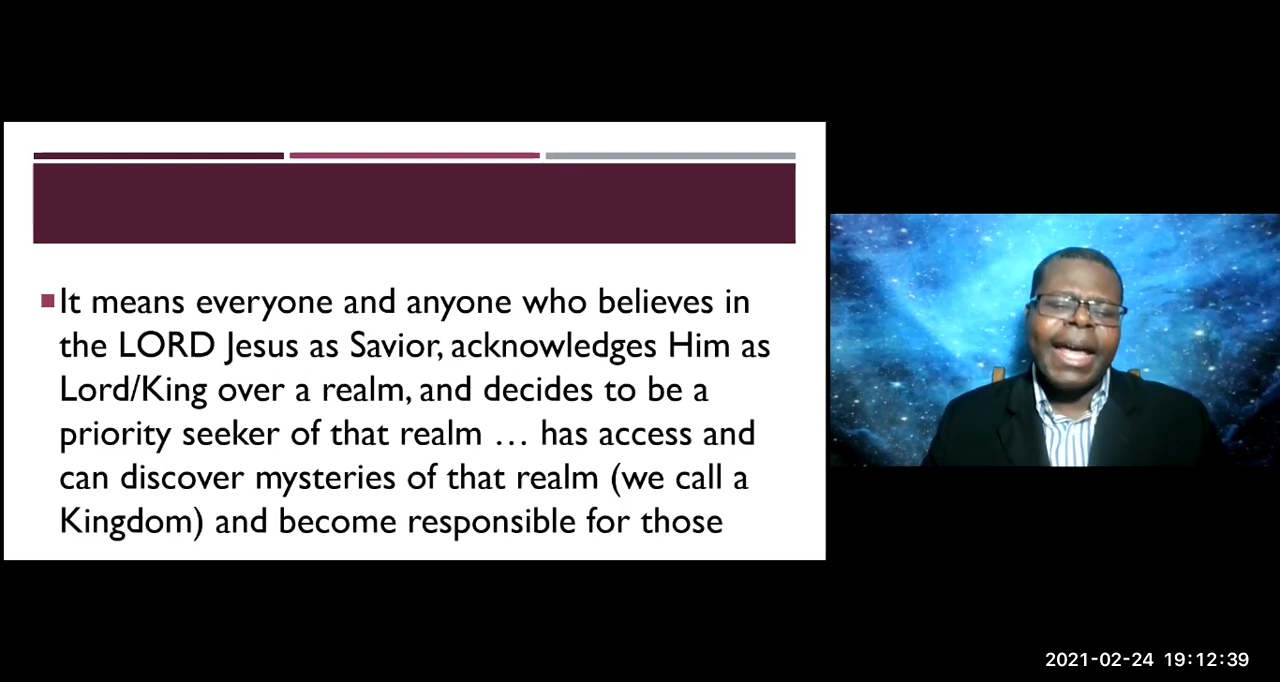 It means everyone and anyone who believes in
the LORD Jesus as Savior, acknowledges Him as
Lord/King over a realm, and decides to be a
priority seeker of that realm … has access and
can discover mysteries of that realm (we call a
Kingdom) and become responsible for those
2021-02-24 19:12:39